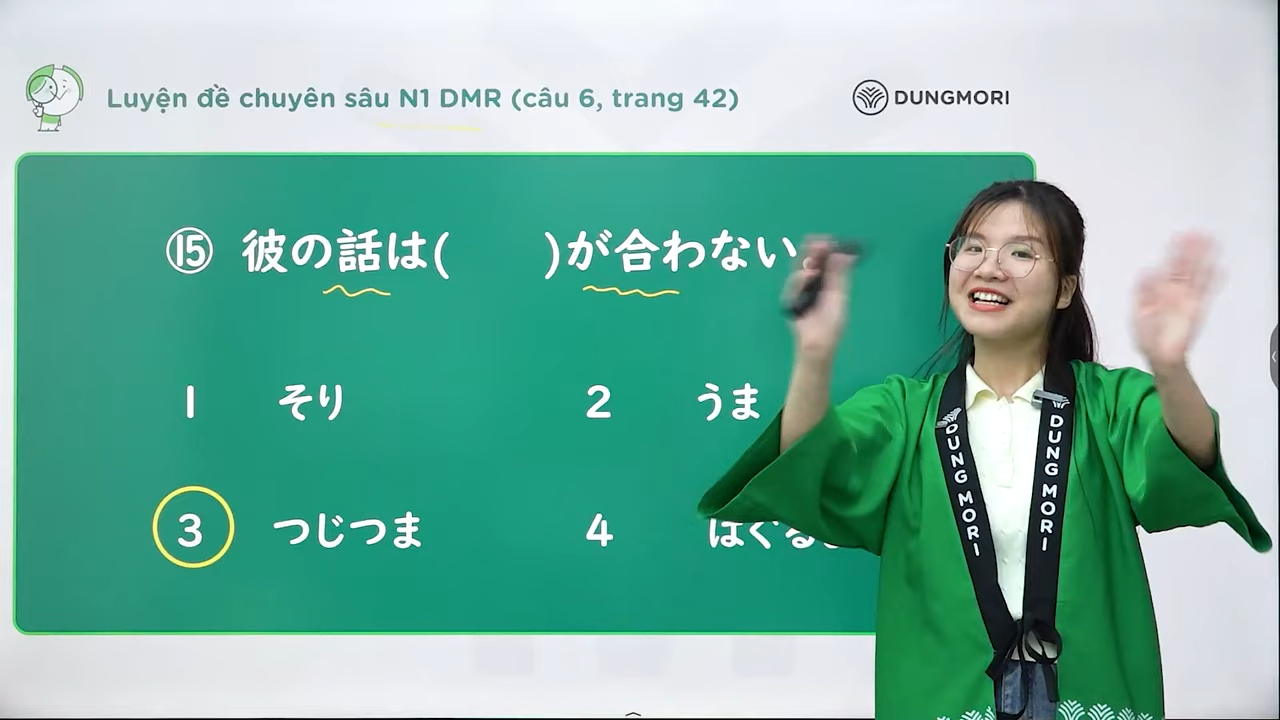 Luyện đề chuyên sâu N1 DMR (câu 6, trang 42)
DUNGMORI
⑮ 彼の話は( )が合わない。
1 そり
2 うま
3 つじつま
4
DUNG MORI
DUNG MORI